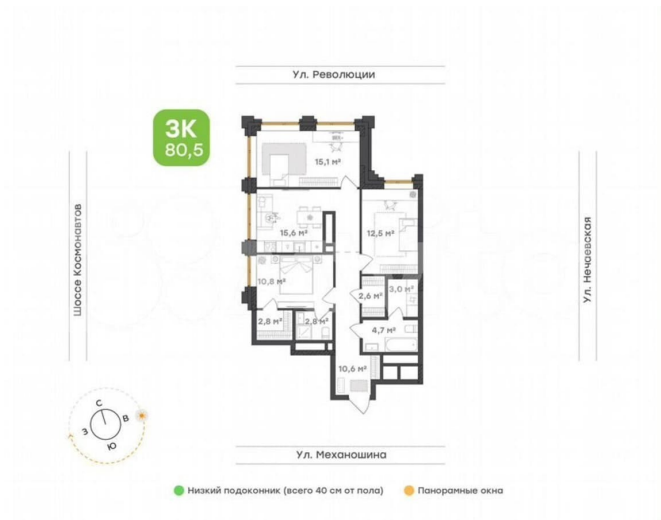 Ул. Революции
3К
80,5
15,1 м²
Шоссе Космонавтов
15,6 м²
12,5 м²
Ул. Нечаевская
10,8 м²
3,0 м²
2,6 м²
2,8 м²
2,8 м²
4,7 м²
10,6 м²
С
В
З
Ю
Ул. Механошина
Низкий подоконник (всего 40 см от пола)
Панорамные окна